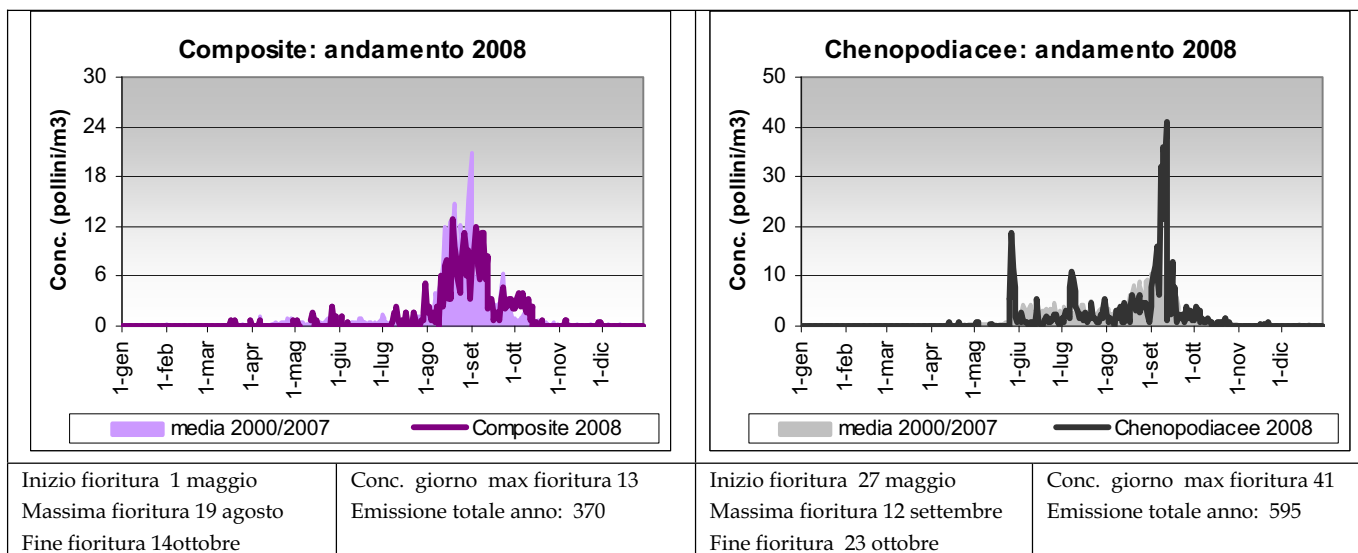 Composite: andamento 2008
30
24
18
12
6
0
Conc. (pollini/m3)
1-gen
1-feb
1-mar
1-apr
1-mag
1-giu
1-lug
1-ago
1-set
1-ott
1-nov
1-dic
media 2000/2007
Composite 2008
Chenopodiacee: andamento 2008
50
40
30
20
10
0
Conc. (pollini/m3)
1-gen
1-feb
1-mar
1-apr
1-mag
1-giu
1-lug
1-ago
1-set
1-ott
1-nov
1-dic
media 2000/2007
Chenopodiacee 2008
Inizio fioritura 1 maggio
Massima fioritura 19 agosto
Fine fioritura 14ottobre
Conc. giorno max fioritura 13
Emissione totale anno: 370
Inizio fioritura 27 maggio
Massima fioritura 12 settembre
Fine fioritura 23 ottobre
Conc. giorno max fioritura 41
Emissione totale anno: 595